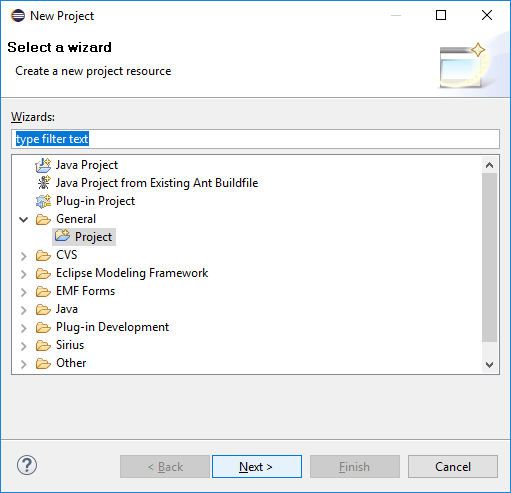 New Project
Select a wizard
Create a new project resource
Wizards:
type filter text
Java Project
Java Project from Existing Ant Buildfile
Plug-in Project
General
Project
CVS
Eclipse Modeling Framework
EMF Forms
Java
Plug-in Development
Sirius
Other
? < Back Next > Finish Cancel